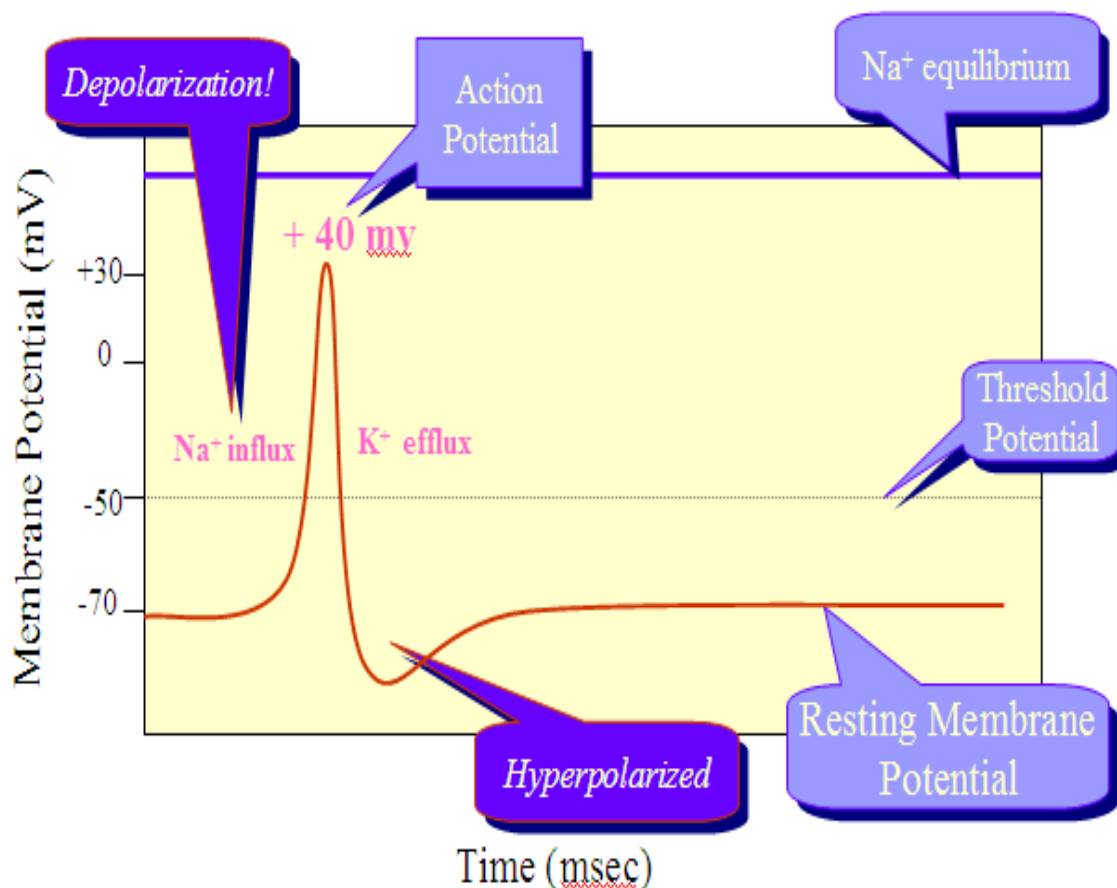 Depolarization!
Action
Potential
Na⁺ equilibrium
+ 40 mv
Membrane Potential (mV)
+30
0
-50
-70
Na⁺ influx
K⁺ efflux
Threshold
Potential
Resting Membrane
Potential
Hyperpolarized
Time (msec)